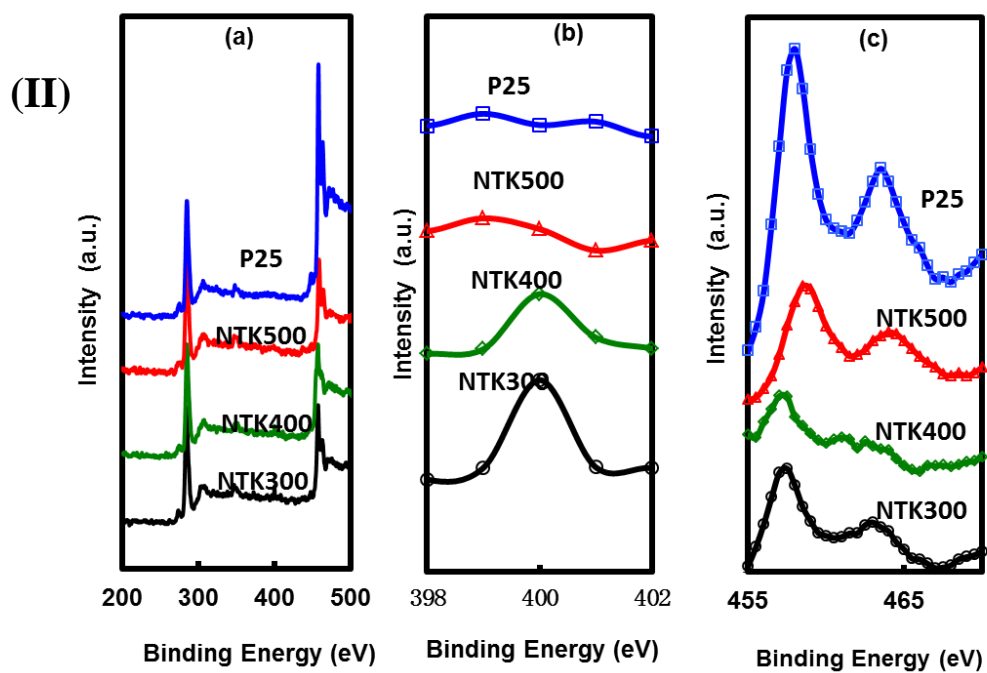 (II)
(a)
P25
NTK500
NTK400
NTK300
Intensity (a.u.)
200 300 400 500
Binding Energy (eV)
(b)
P25
NTK500
NTK400
NTK300
Intensity (a.u.)
398 400 402
Binding Energy (eV)
(c)
P25
NTK500
NTK400
NTK300
Intensity (a.u.)
455 465
Binding Energy (eV)